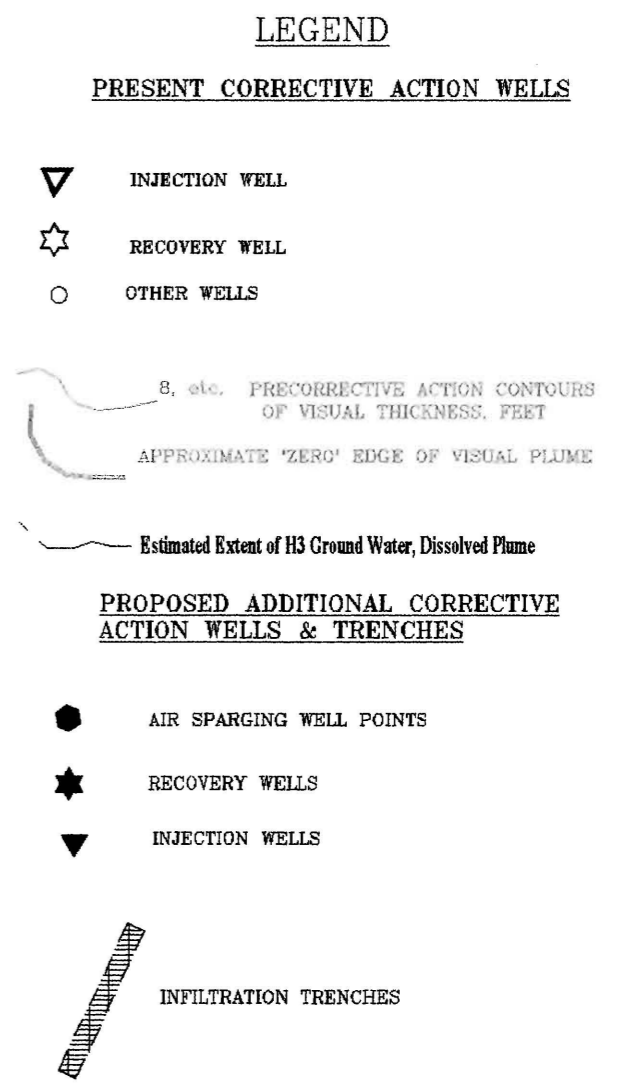 LEGEND
PRESENT CORRECTIVE ACTION WELLS
INJECTION WELL
RECOVERY WELL
OTHER WELLS
8, etc. PRECORRECTIVE ACTION CONTOURS
OF VISUAL THICKNESS, FEET
APPROXIMATE 'ZERO' EDGE OF VISUAL PLUME
Estimated Extent of H3 Ground Water, Dissolved Plume
PROPOSED ADDITIONAL CORRECTIVE
ACTION WELLS & TRENCHES
AIR SPARGING WELL POINTS
RECOVERY WELLS
INJECTION WELLS
INFILTRATION TRENCHES